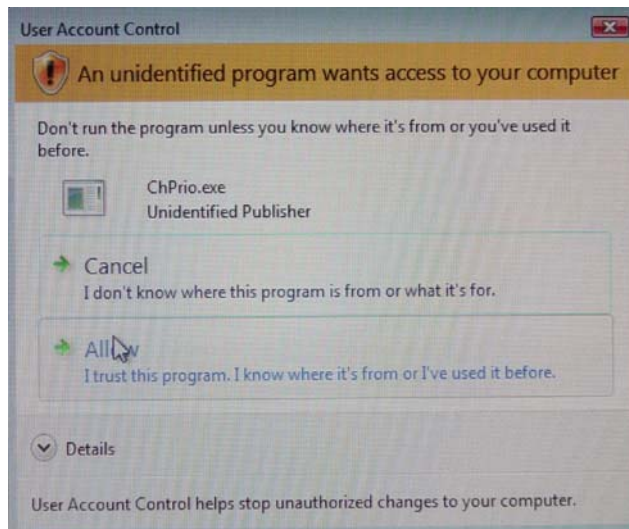 User Account Control
An unidentified program wants access to your computer
Don't run the program unless you know where it's from or you've used it
before.
ChPrio.exe
Unidentified Publisher
Cancel
I don't know where this program is from or what it's for.
Allow
I trust this program. I know where it's from or I've used it before.
Details
User Account Control helps stop unauthorized changes to your computer.